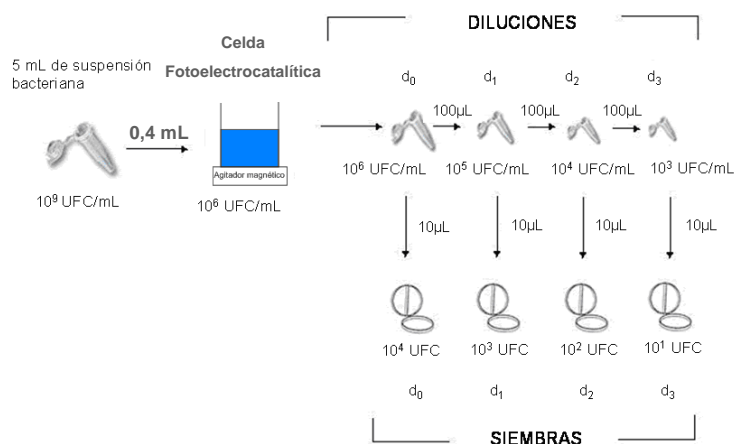 DILUCIONES
Celda
Fotoelectrocatalítica
5 mL de suspensión
bacteriana
d₀ d₁ d₂ d₃
0,4 mL
100µL 100µL 100µL
Agitador magnético
10⁶ UFC/mL 10⁵ UFC/mL 10⁴ UFC/mL 10³ UFC/mL
10⁹ UFC/mL 10⁶ UFC/mL
10µL 10µL 10µL 10µL
10⁴ UFC 10³ UFC 10² UFC 10¹ UFC
d₀ d₁ d₂ d₃
SIEMBRAS